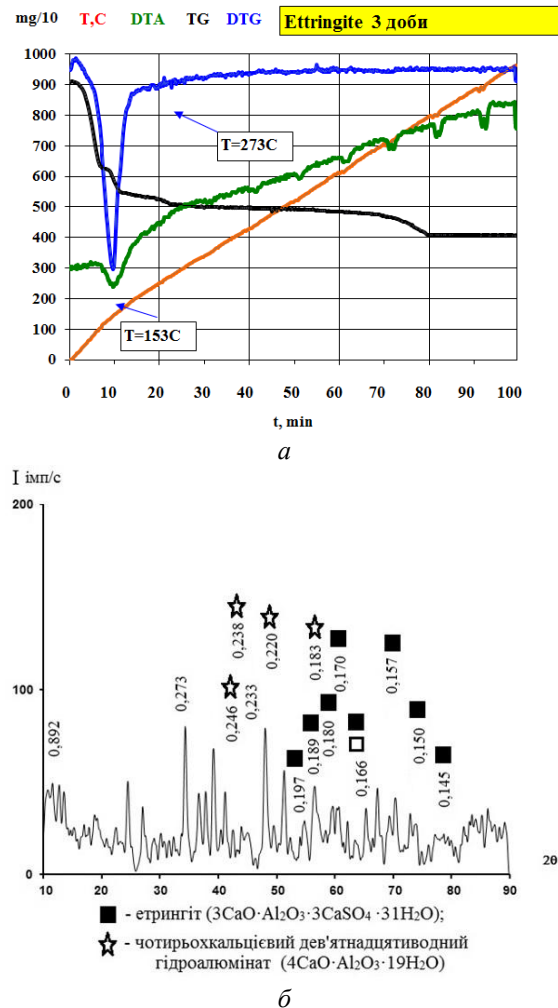 mg/10 T,C DTA TG DTG Ettringite 3 доби
1000
900
800
700
600
500
400
300
200
100
0
T=273C
T=153C
0 10 20 30 40 50 60 70 80 90 100
t, min
а
I імп/с
200
100
0
0,892
0,273
0,246
0,238
0,233
0,220
0,197
0,189
0,180
0,183
0,170
0,166
0,157
0,150
0,145
10 20 30 40 50 60 70 80 90
2θ
■ - етрингіт (3CaO·Al₂O₃·3CaSO₄ ·31H₂O);
☆ - чотирьохкальцієвий дев'ятнадцятиводний
гідроалюмінат (4CaO·Al₂O₃·19H₂O)
б